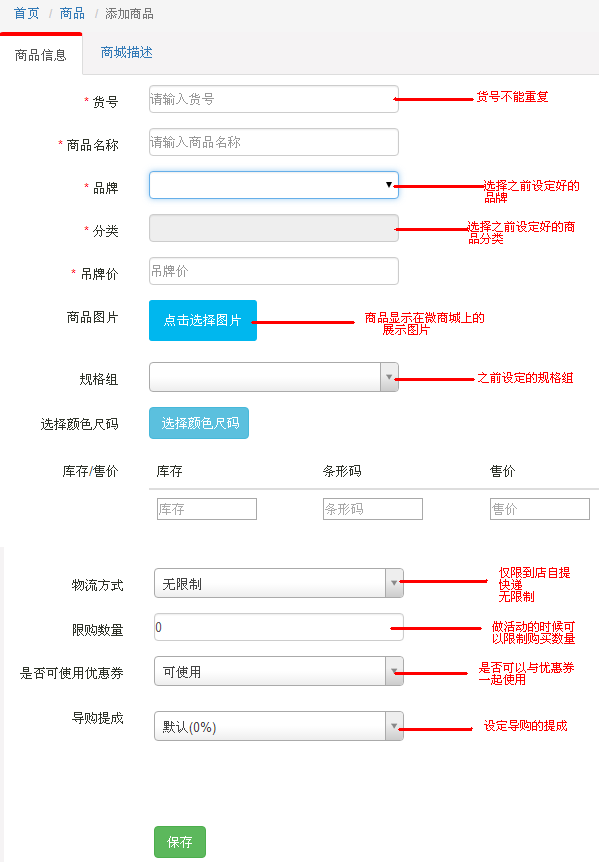 首页 / 商品 / 添加商品
商品信息 商城描述
* 货号 请输入货号 货号不能重复
* 商品名称 请输入商品名称
* 品牌 选择之前设定好的
品牌
* 分类 选择之前设定好的商
品分类
* 吊牌价 吊牌价
商品图片 点击选择图片 商品显示在微商城上的
展示图片
规格组 之前设定的规格组
选择颜色尺码 选择颜色尺码
库存/售价 库存 条形码 售价
库存 条形码 售价
物流方式 无限制 仅限到店自提
快递
无限制
限购数量 0 做活动的时候可
以限制购买数量
是否可使用优惠券 可使用 是否可以与优惠券
一起使用
导购提成 默认(0%) 设定导购的提成
保存